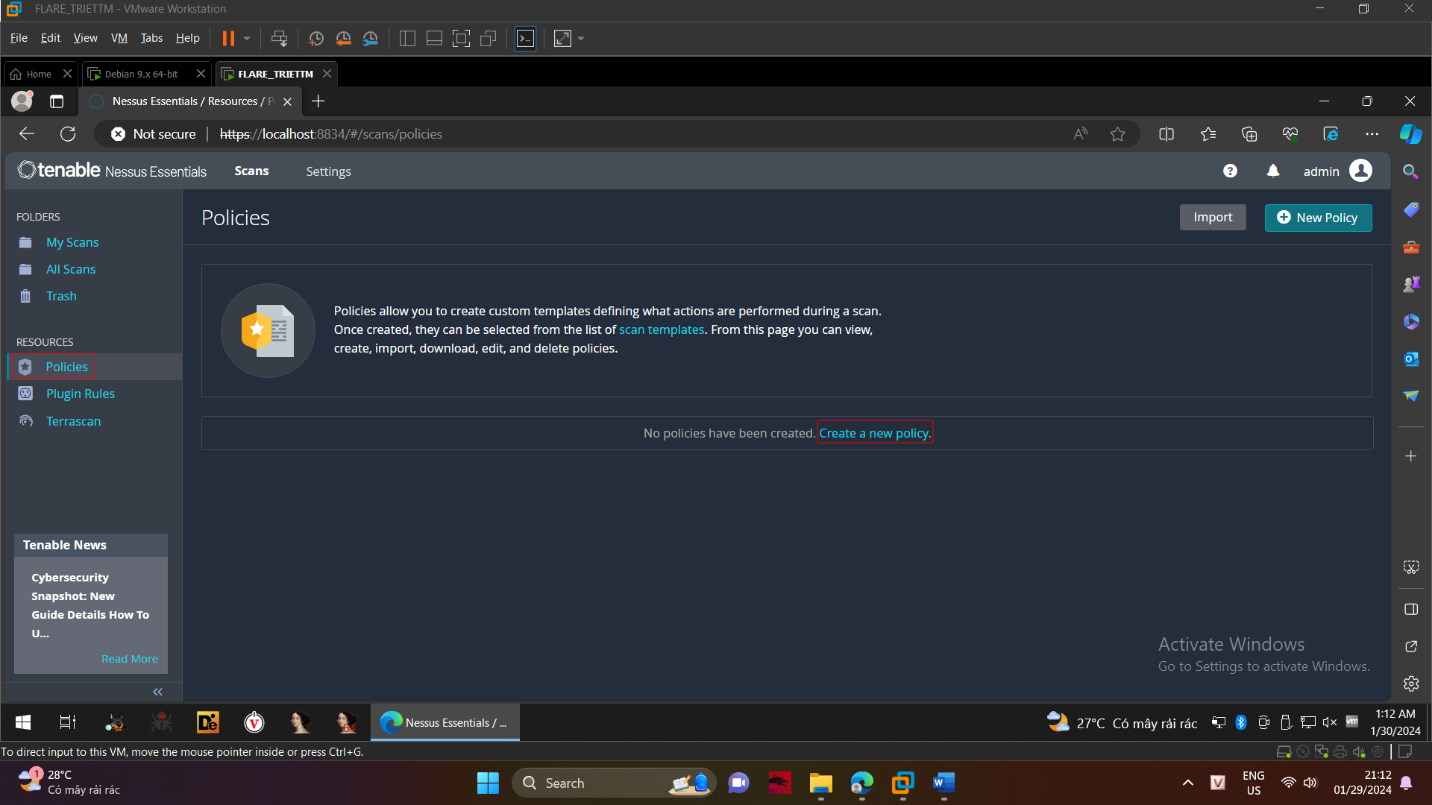 FLARE_TRIETTM - VMware Workstation
File Edit View VM Tabs Help
Home Debian 9.x 64-bit FLARE_TRIETTM
Nessus Essentials / Resources / P
Not secure https://localhost:8834/#/scans/policies
tenable Nessus Essentials Scans Settings admin
FOLDERS
My Scans
All Scans
Trash
RESOURCES
Policies
Plugin Rules
Terrascan
Tenable News
Cybersecurity
Snapshot: New
Guide Details How To
U...
Read More
Policies
Import New Policy
Policies allow you to create custom templates defining what actions are performed during a scan.
Once created, they can be selected from the list of scan templates. From this page you can view,
create, import, download, edit, and delete policies.
No policies have been created. Create a new policy.
Activate Windows
Go to Settings to activate Windows.
Nessus Essentials / ...
27°C Có mây rải rác
1:12 AM
1/30/2024
To direct input to this VM, move the mouse pointer inside or press Ctrl+G.
1
28°C
Có mây rải rác
Search
ENG
US
21:12
01/29/2024